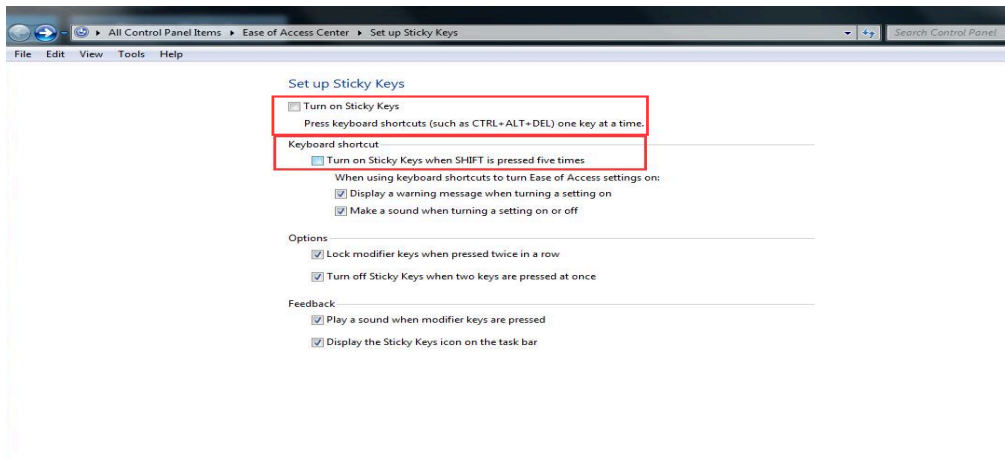 All Control Panel Items Ease of Access Center Set up Sticky Keys Search Control Panel
File Edit View Tools Help
Set up Sticky Keys
Turn on Sticky Keys
Press keyboard shortcuts (such as CTRL+ALT+DEL) one key at a time.
Keyboard shortcut
Turn on Sticky Keys when SHIFT is pressed five times
When using keyboard shortcuts to turn Ease of Access settings on:
Display a warning message when turning a setting on
Make a sound when turning a setting on or off
Options
Lock modifier keys when pressed twice in a row
Turn off Sticky Keys when two keys are pressed at once
Feedback
Play a sound when modifier keys are pressed
Display the Sticky Keys icon on the task bar